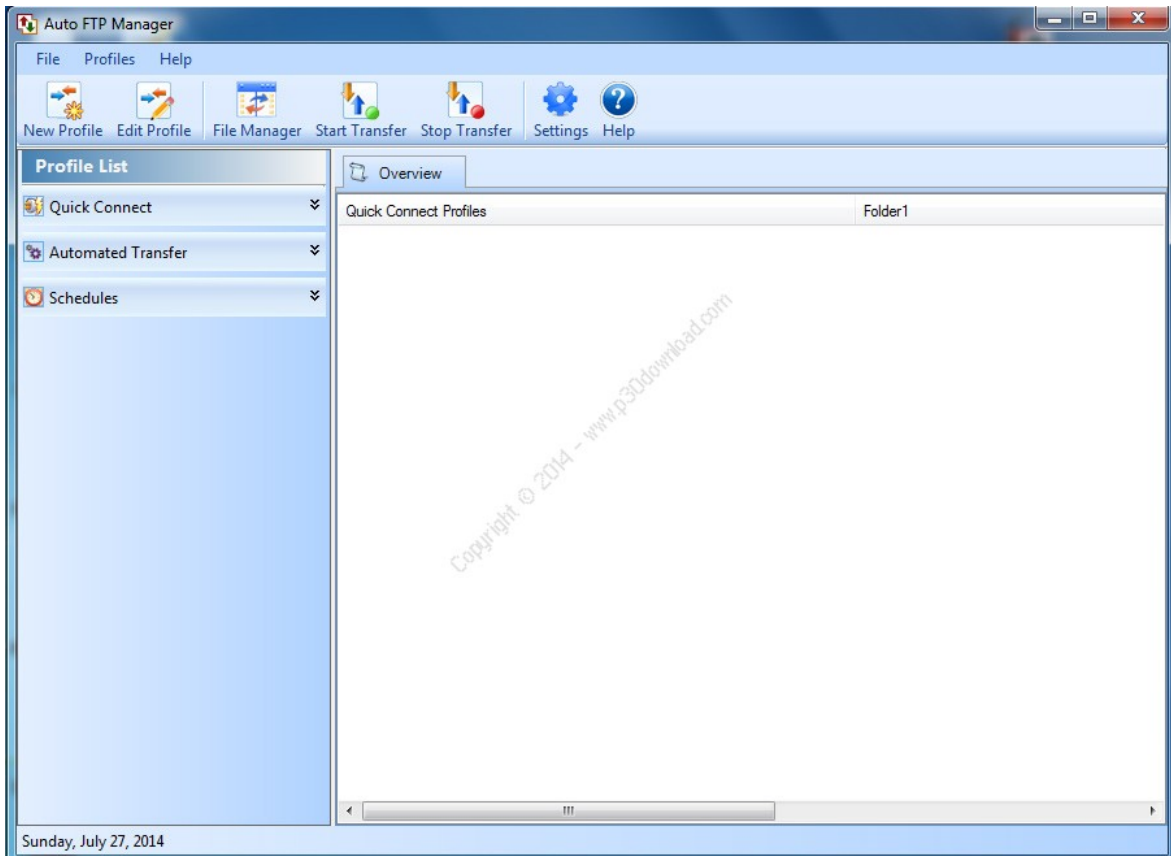 Auto FTP Manager
File Profiles Help
New Profile Edit Profile File Manager Start Transfer Stop Transfer Settings Help
Profile List
Quick Connect
Automated Transfer
Schedules
Overview
Quick Connect Profiles Folder1
Copyright © 2014 - www.p30download.com
Sunday, July 27, 2014